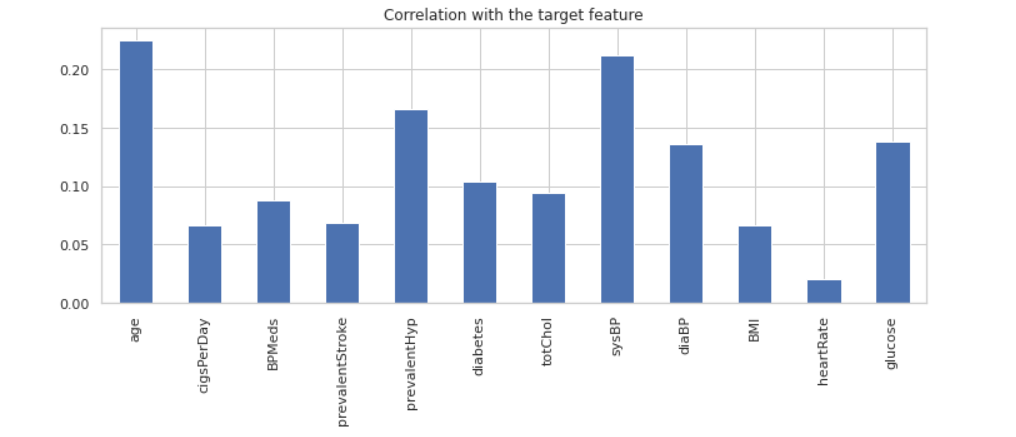 Correlation with the target feature
0.20
0.15
0.10
0.05
0.00
age
cigsPerDay
BPMeds
prevalentStroke
prevalentHyp
diabetes
totChol
sysBP
diaBP
BMI
heartRate
glucose